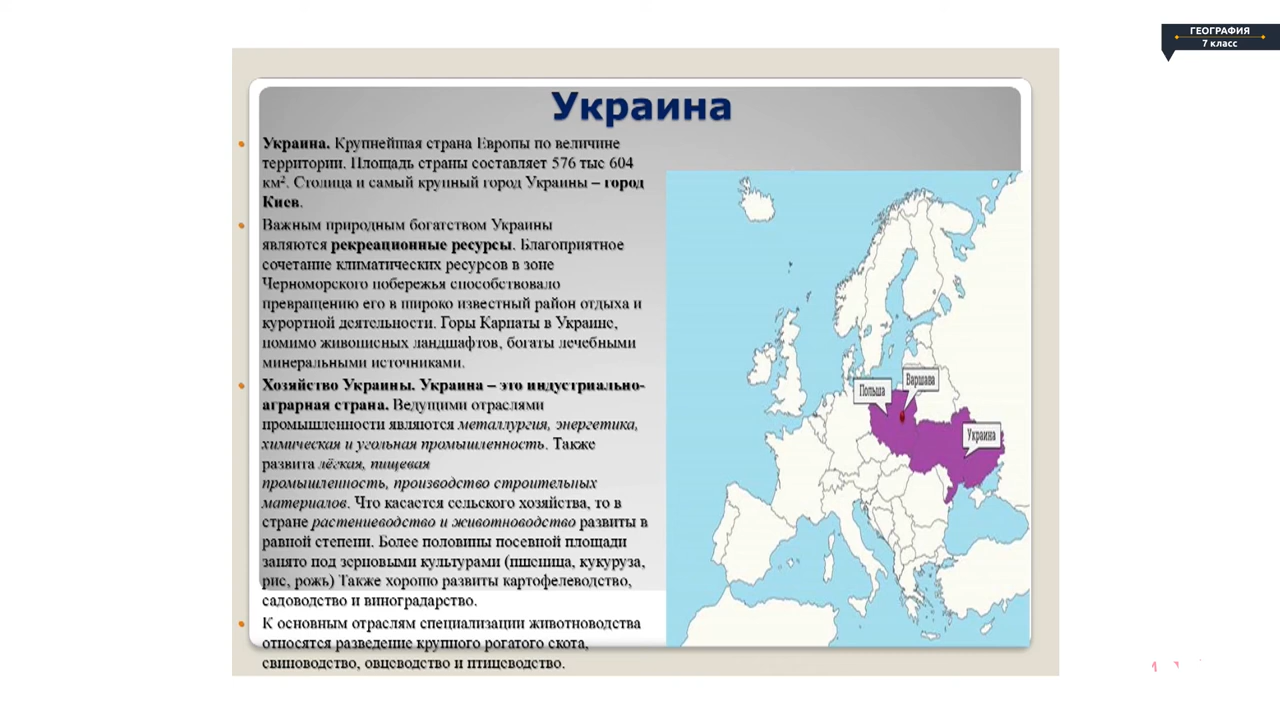 ГЕОГРАФИЯ
7 класс
Украина
Украина. Крупнейшая страна Европы по величине
территории. Площадь страны составляет 576 тыс 604
км². Столица и самый крупный город Украины – город
Киев.
Важным природным богатством Украины
являются рекреационные ресурсы. Благоприятное
сочетание климатических ресурсов в зоне
Черноморского побережья способствовало
превращению его в широко известный район отдыха и
курортной деятельности. Горы Карпаты в Украине,
помимо живописных ландшафтов, богаты лечебными
минеральными источниками.
Хозяйство Украины. Украина – это индустриально-
аграрная страна. Ведущими отраслями
промышленности являются металлургия, энергетика,
химическая и угольная промышленность. Также
развита лёгкая, пищевая
промышленность, производство строительных
материалов. Что касается сельского хозяйства, то в
стране растениеводство и животноводство развиты в
равной степени. Более половины посевной площади
занято под зерновыми культурами (пшеница, кукуруза,
рис, рожь) Также хорошо развиты картофелеводство,
садоводство и виноградарство.
К основным отраслям специализации животноводства
относятся разведение крупного рогатого скота,
свиноводство, овцеводство и птицеводство.
Польша
Варшава
Украина